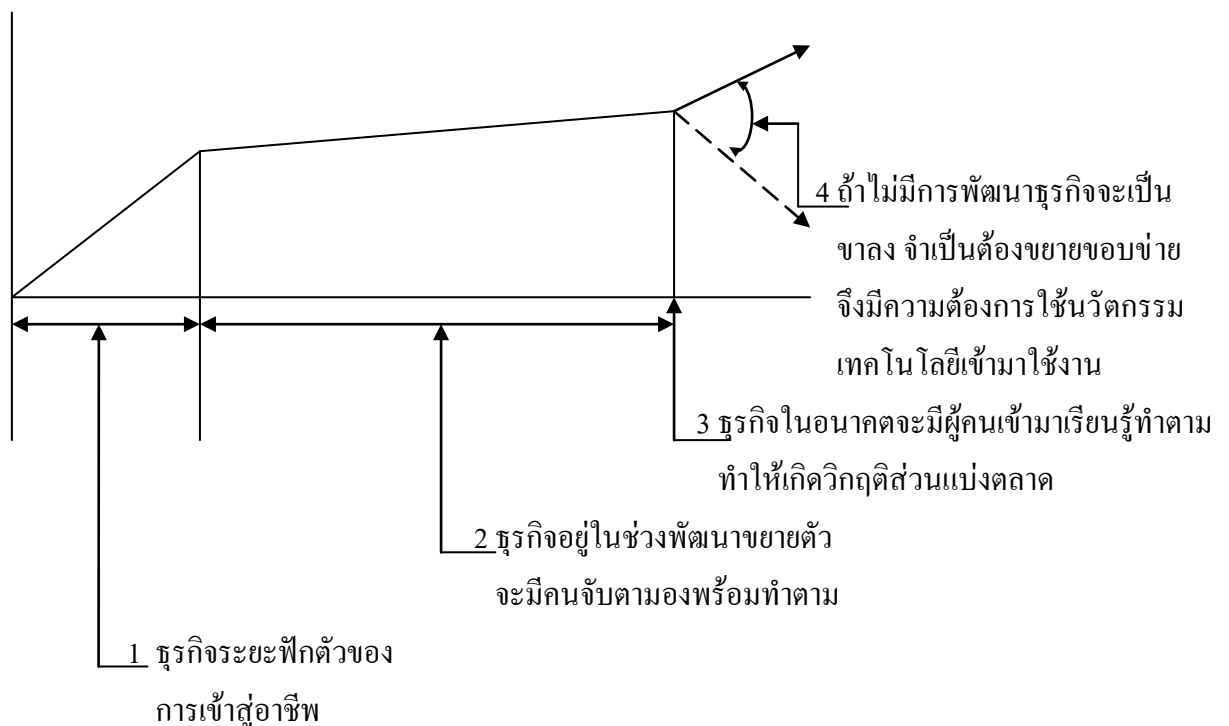 4 ถ้าไม่มีการพัฒนาธุรกิจจะเป็น
ขาลง จำเป็นต้องขยายขอบข่าย
จึงมีความต้องการใช้นวัตกรรม
เทคโนโลยีเข้ามาใช้งาน
3 ธุรกิจในอนาคตจะมีผู้คนเข้ามาเรียนรู้ทำตาม
ทำให้เกิดวิกฤติส่วนแบ่งตลาด
2 ธุรกิจอยู่ในช่วงพัฒนาขยายตัว
จะมีคนจับตามองพร้อมทำตาม
1 ธุรกิจระยะฟักตัวของ
การเข้าสู่อาชีพ